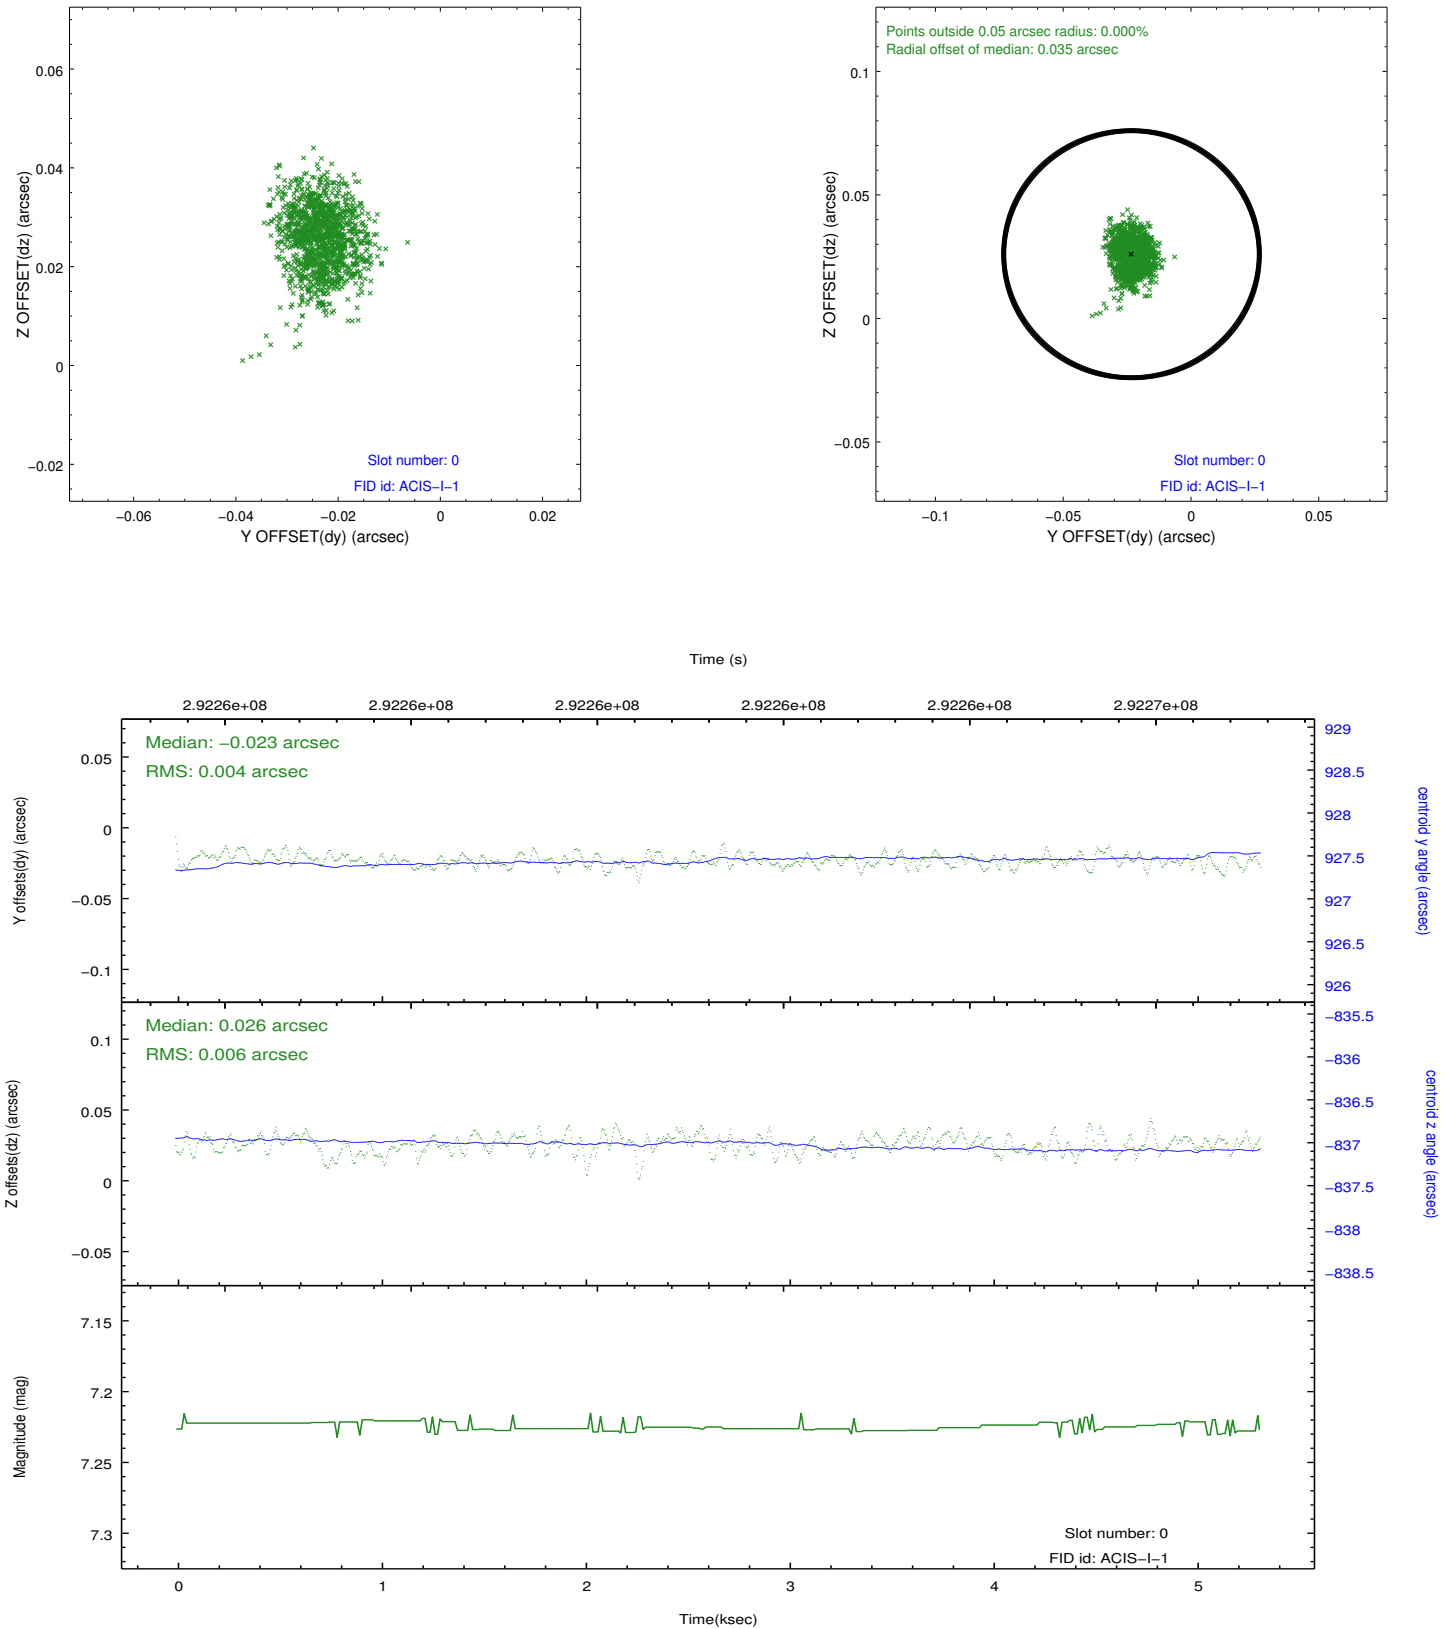 0.06
0.04
0.02
0
−0.02
Z OFFSET(dz) (arcsec)
Slot number: 0
FID id: ACIS−I−1
−0.06
−0.04
−0.02
0
0.02
Y OFFSET(dy) (arcsec)
Points outside 0.05 arcsec radius: 0.000%
Radial offset of median: 0.035 arcsec
0.1
0.05
0
−0.05
Z OFFSET(dz) (arcsec)
Slot number: 0
FID id: ACIS−I−1
−0.1
−0.05
0
0.05
Y OFFSET(dy) (arcsec)
Time (s)
2.9226e+08
2.9226e+08
2.9226e+08
2.9226e+08
2.9226e+08
2.9227e+08
Median: −0.023 arcsec
RMS: 0.004 arcsec
0.05
0
−0.05
−0.1
Y offsets(dy) (arcsec)
929
928.5
928
927.5
927
926.5
926
centroid y angle (arcsec)
Median: 0.026 arcsec
RMS: 0.006 arcsec
0.1
0.05
0
−0.05
Z offsets(dz) (arcsec)
−835.5
−836
−836.5
−837
−837.5
−838
−838.5
centroid z angle (arcsec)
7.15
7.2
7.25
7.3
Magnitude (mag)
Slot number: 0
FID id: ACIS−I−1
0
1
2
3
4
5
Time(ksec)